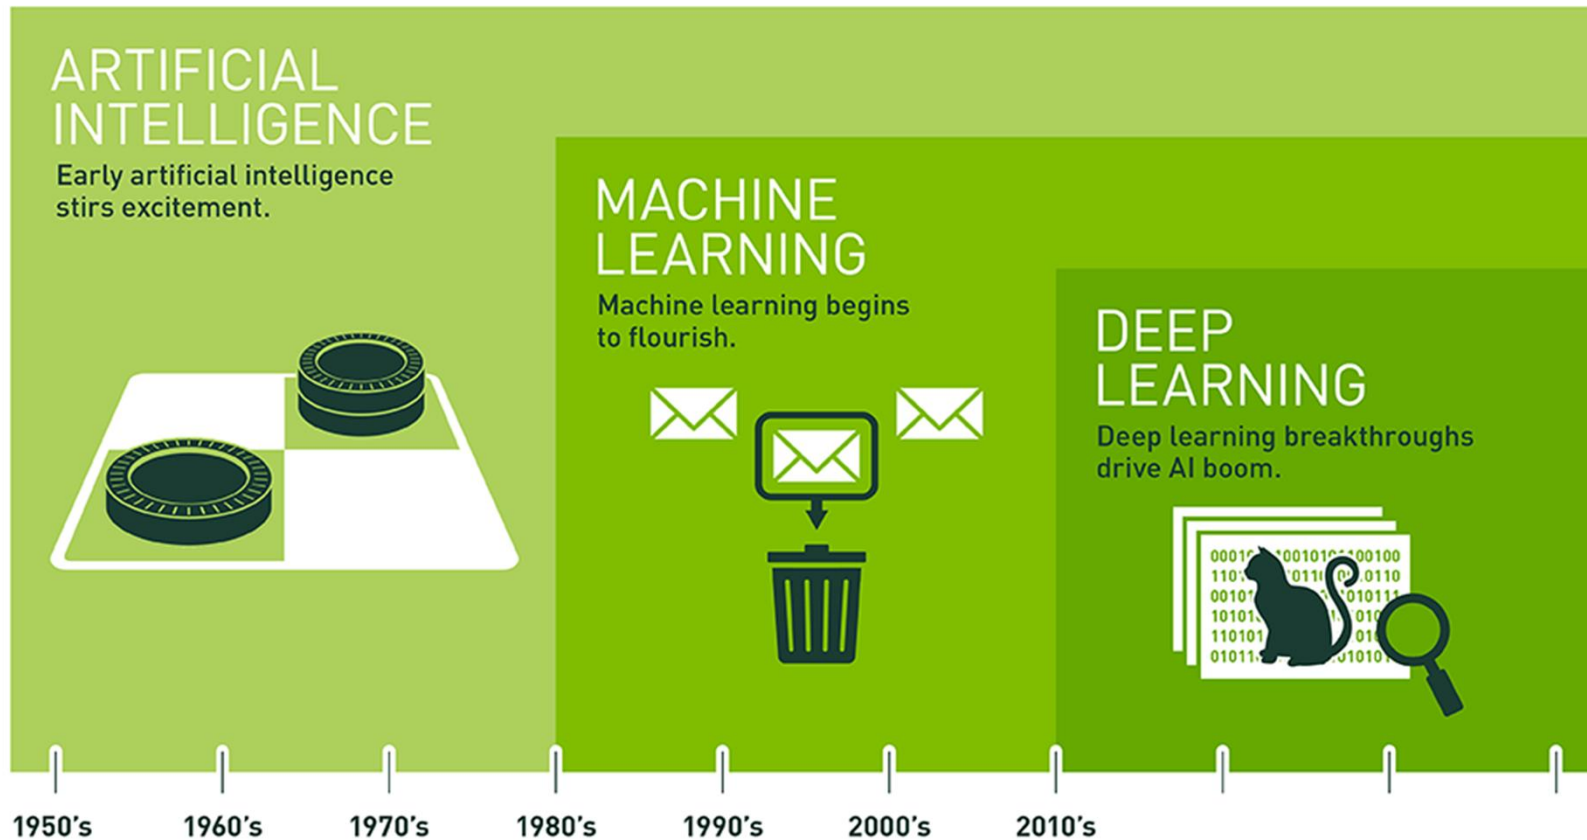 ARTIFICIAL
INTELLIGENCE
Early artificial intelligence
stirs excitement.
MACHINE
LEARNING
Machine learning begins
to flourish.
DEEP
LEARNING
Deep learning breakthroughs
drive AI boom.
1950's 1960's 1970's 1980's 1990's 2000's 2010's